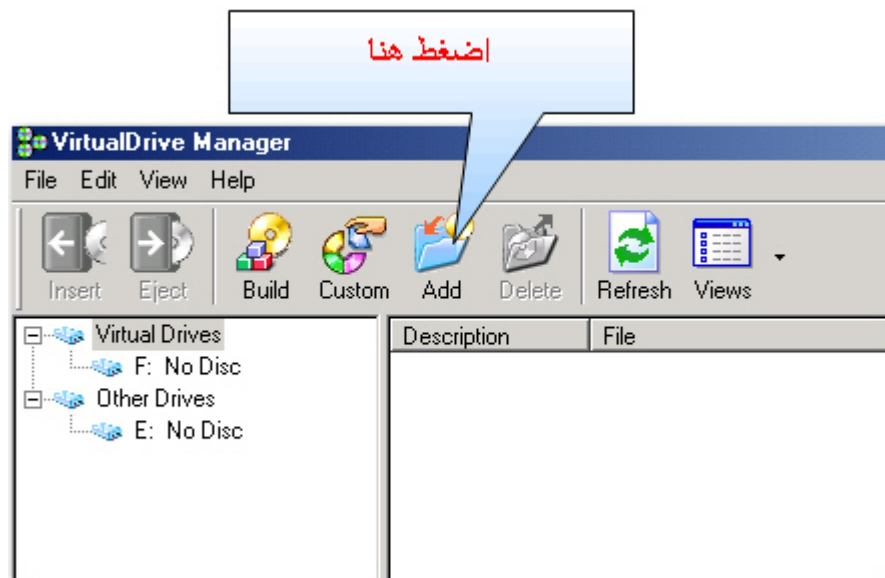 اضغط هنا
VirtualDrive Manager
File Edit View Help
Insert Eject Build Custom Add Delete Refresh Views
Virtual Drives
F: No Disc
Other Drives
E: No Disc
Description File